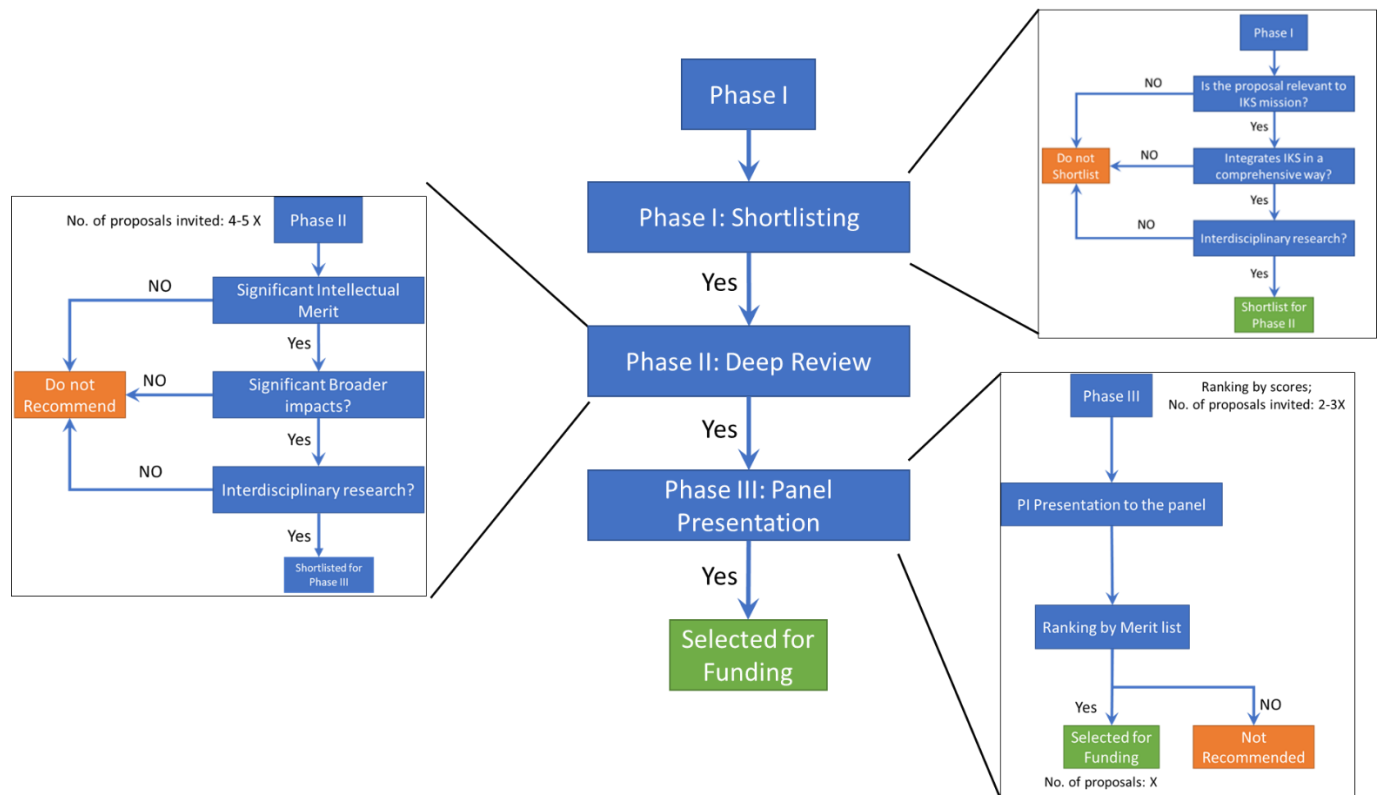 Phase I
Phase I: Shortlisting
Yes
Phase II: Deep Review
Yes
Phase III: Panel
Presentation
Yes
Selected for
Funding
No. of proposals invited: 4-5 X
Phase II
Significant Intellectual
Merit
NO
Yes
Do not
Recommend
NO
Significant Broader
impacts?
Yes
NO
Interdisciplinary research?
Yes
Shortlisted for
Phase III
Phase I
Is the proposal relevant to
IKS mission?
NO
Yes
Do not
Shortlist
NO
Integrates IKS in a
comprehensive way?
Yes
NO
Interdisciplinary research?
Yes
Shortlist for
Phase II
Phase III
Ranking by scores;
No. of proposals invited: 2-3X
PI Presentation to the panel
Ranking by Merit list
Yes
NO
Selected for
Funding
Not
Recommended
No. of proposals: X